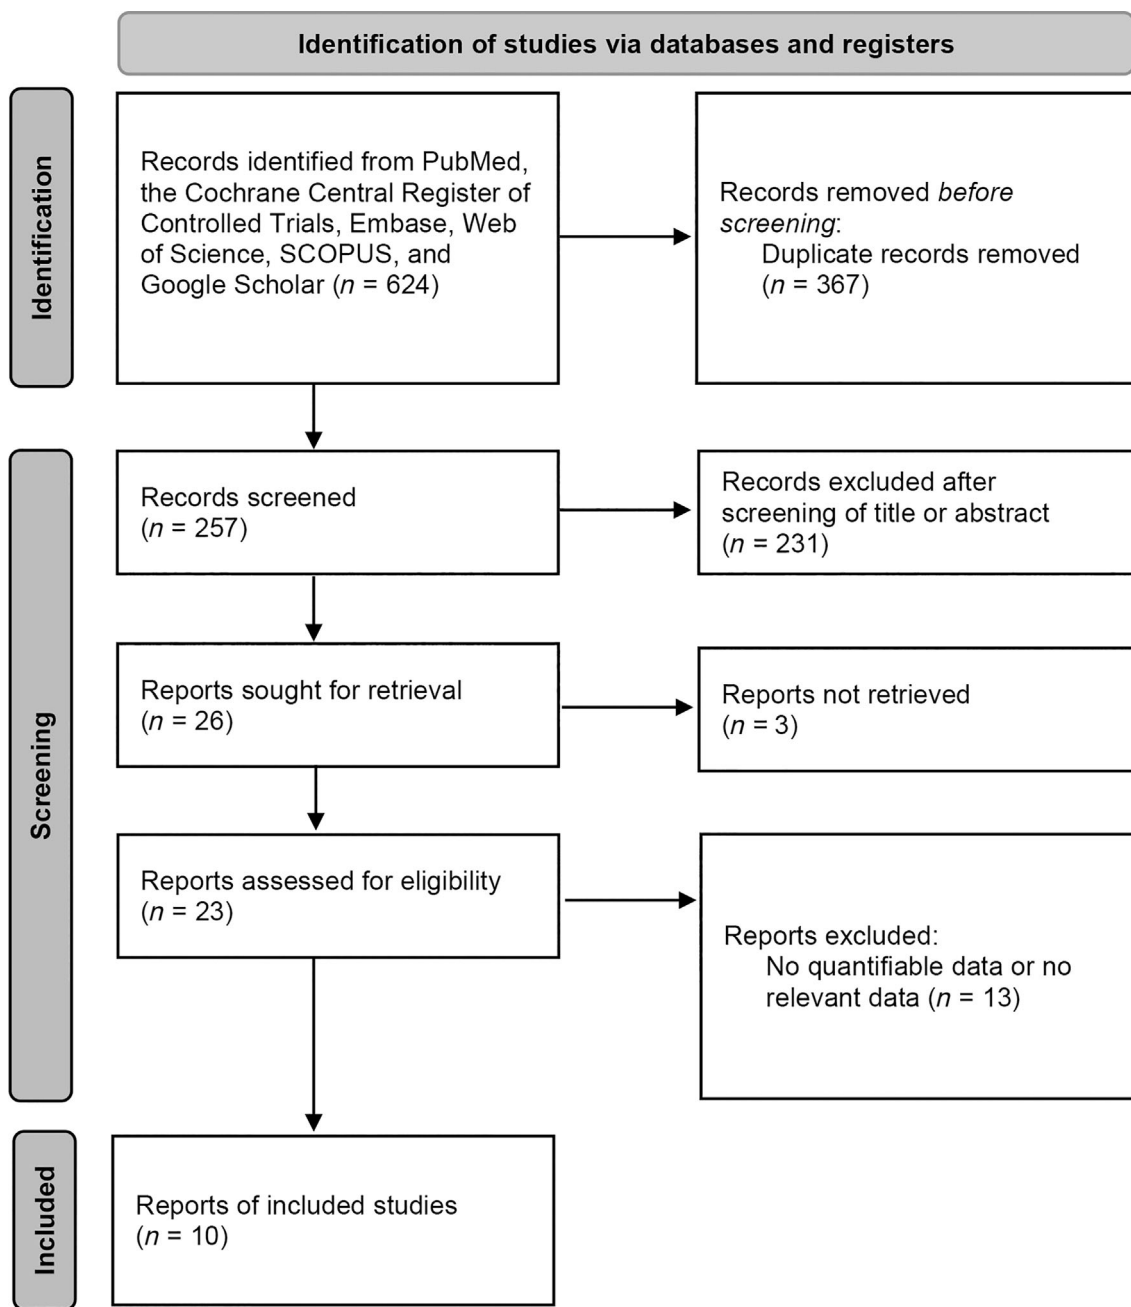 Identification of studies via databases and registers
Identification
Records identified from PubMed,
the Cochrane Central Register of
Controlled Trials, Embase, Web
of Science, SCOPUS, and
Google Scholar (n = 624)
Records removed before
screening:
Duplicate records removed
(n = 367)
Screening
Records screened
(n = 257)
Records excluded after
screening of title or abstract
(n = 231)
Reports sought for retrieval
(n = 26)
Reports not retrieved
(n = 3)
Reports assessed for eligibility
(n = 23)
Reports excluded:
No quantifiable data or no
relevant data (n = 13)
Included
Reports of included studies
(n = 10)